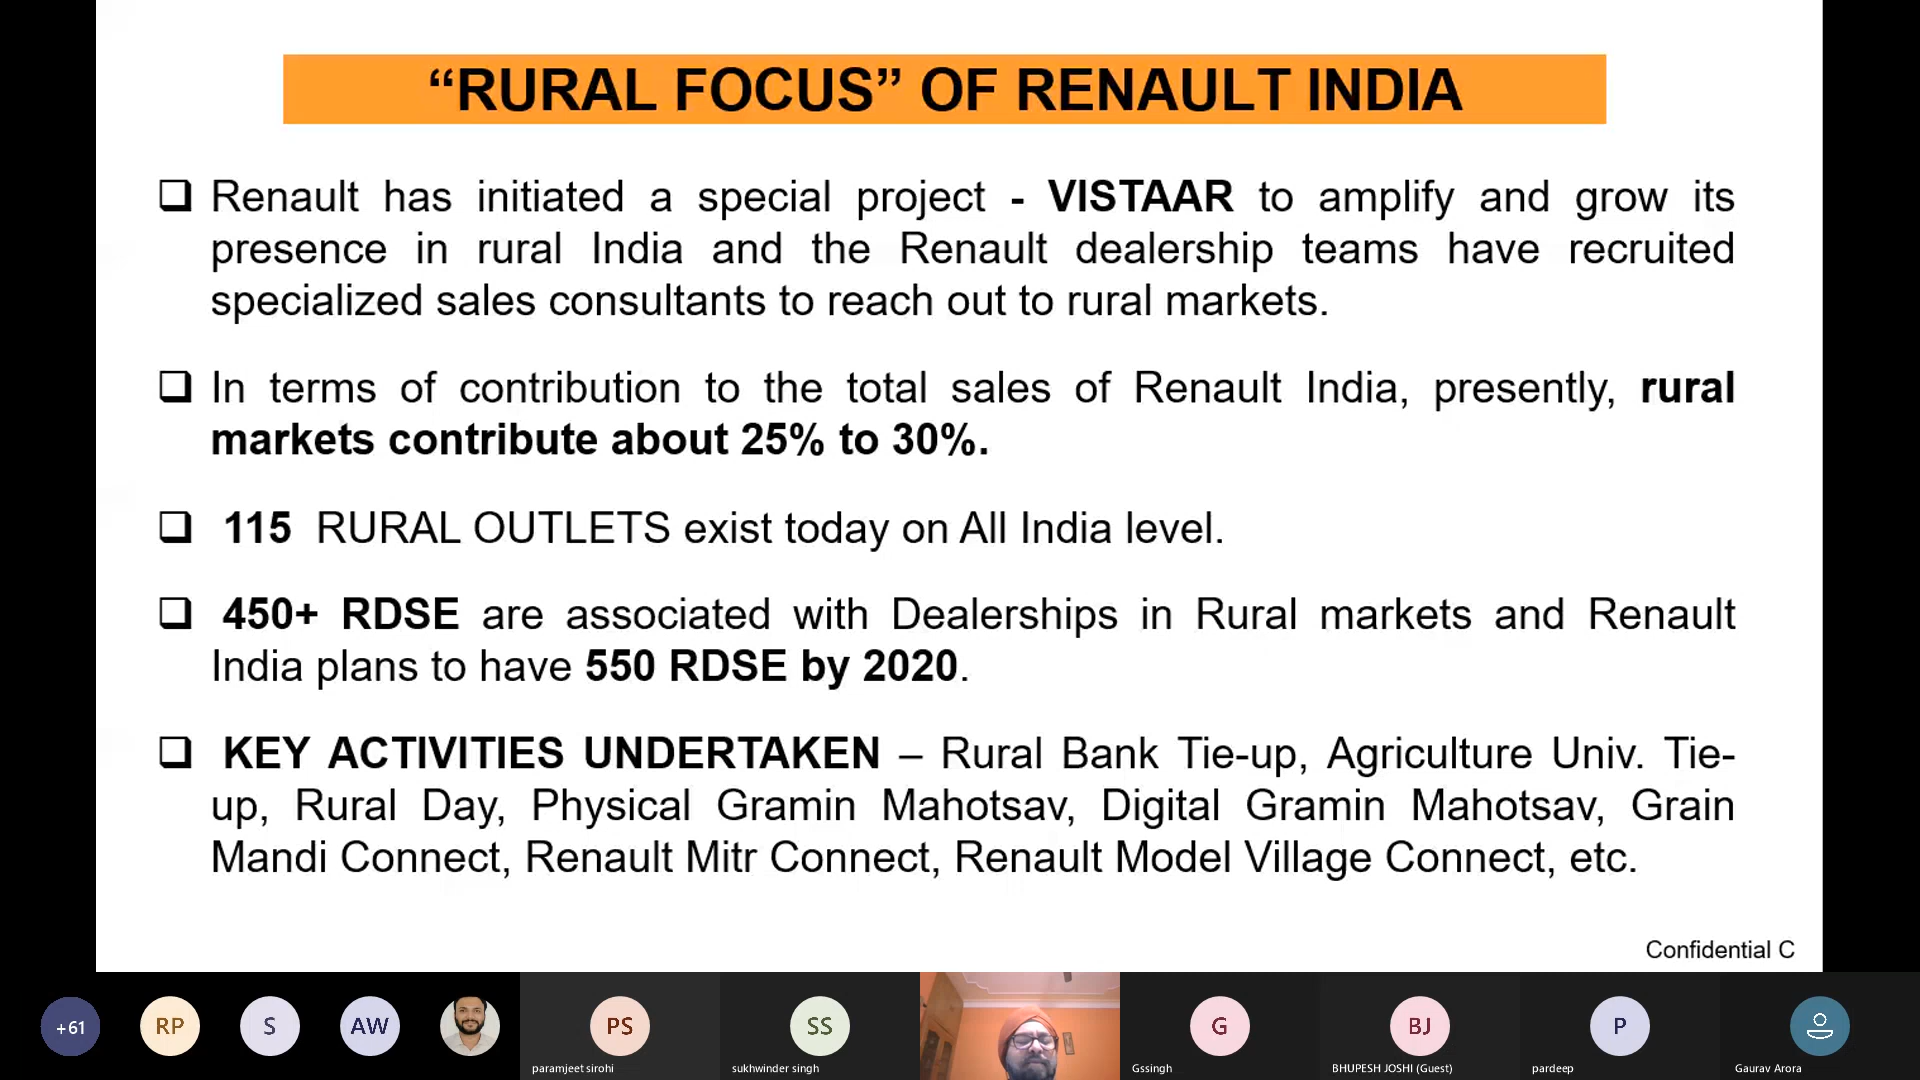 “RURAL FOCUS” OF RENAULT INDIA
❑ Renault has initiated a special project - VISTAAR to amplify and grow its
presence in rural India and the Renault dealership teams have recruited
specialized sales consultants to reach out to rural markets.
❑ In terms of contribution to the total sales of Renault India, presently, rural
markets contribute about 25% to 30%.
❑ 115 RURAL OUTLETS exist today on All India level.
❑ 450+ RDSE are associated with Dealerships in Rural markets and Renault
India plans to have 550 RDSE by 2020.
❑ KEY ACTIVITIES UNDERTAKEN – Rural Bank Tie-up, Agriculture Univ. Tie-
up, Rural Day, Physical Gramin Mahotsav, Digital Gramin Mahotsav, Grain
Mandi Connect, Renault Mitr Connect, Renault Model Village Connect, etc.
Confidential C
+61 RP S AW PS SS G BJ P
paramjeet sirohi sukhwinder singh Gssingh BHUPESH JOSHI (Guest) pardeep Gaurav Arora